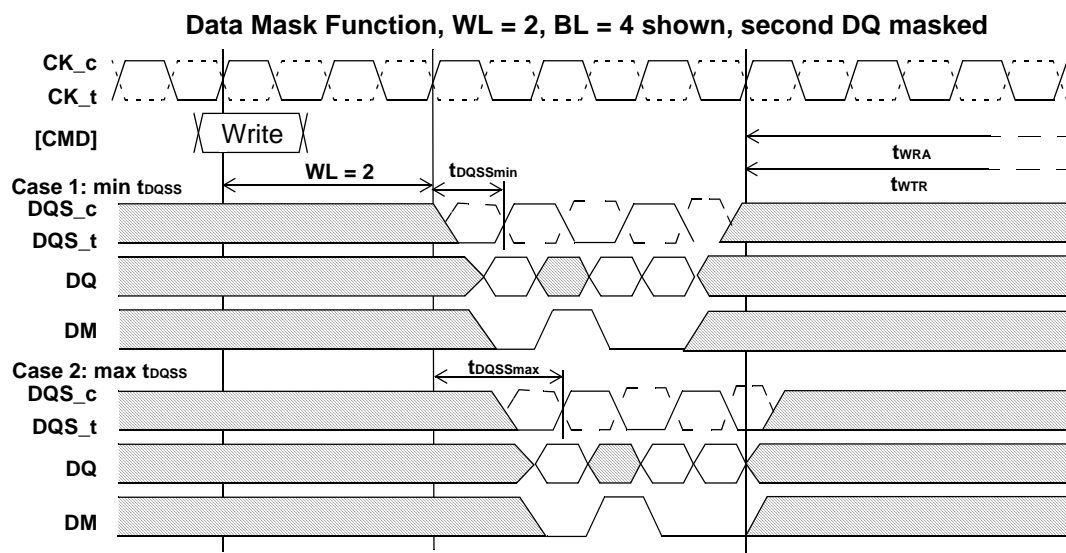 Data Mask Function, WL = 2, BL = 4 shown, second DQ masked
CK_c
CK_t
[CMD]
Write
tWRA
WL = 2
tDQSSmin
tWTR
Case 1: min tDQSS
DQS_c
DQS_t
DQ
DM
Case 2: max tDQSS
tDQSSmax
DQS_c
DQS_t
DQ
DM